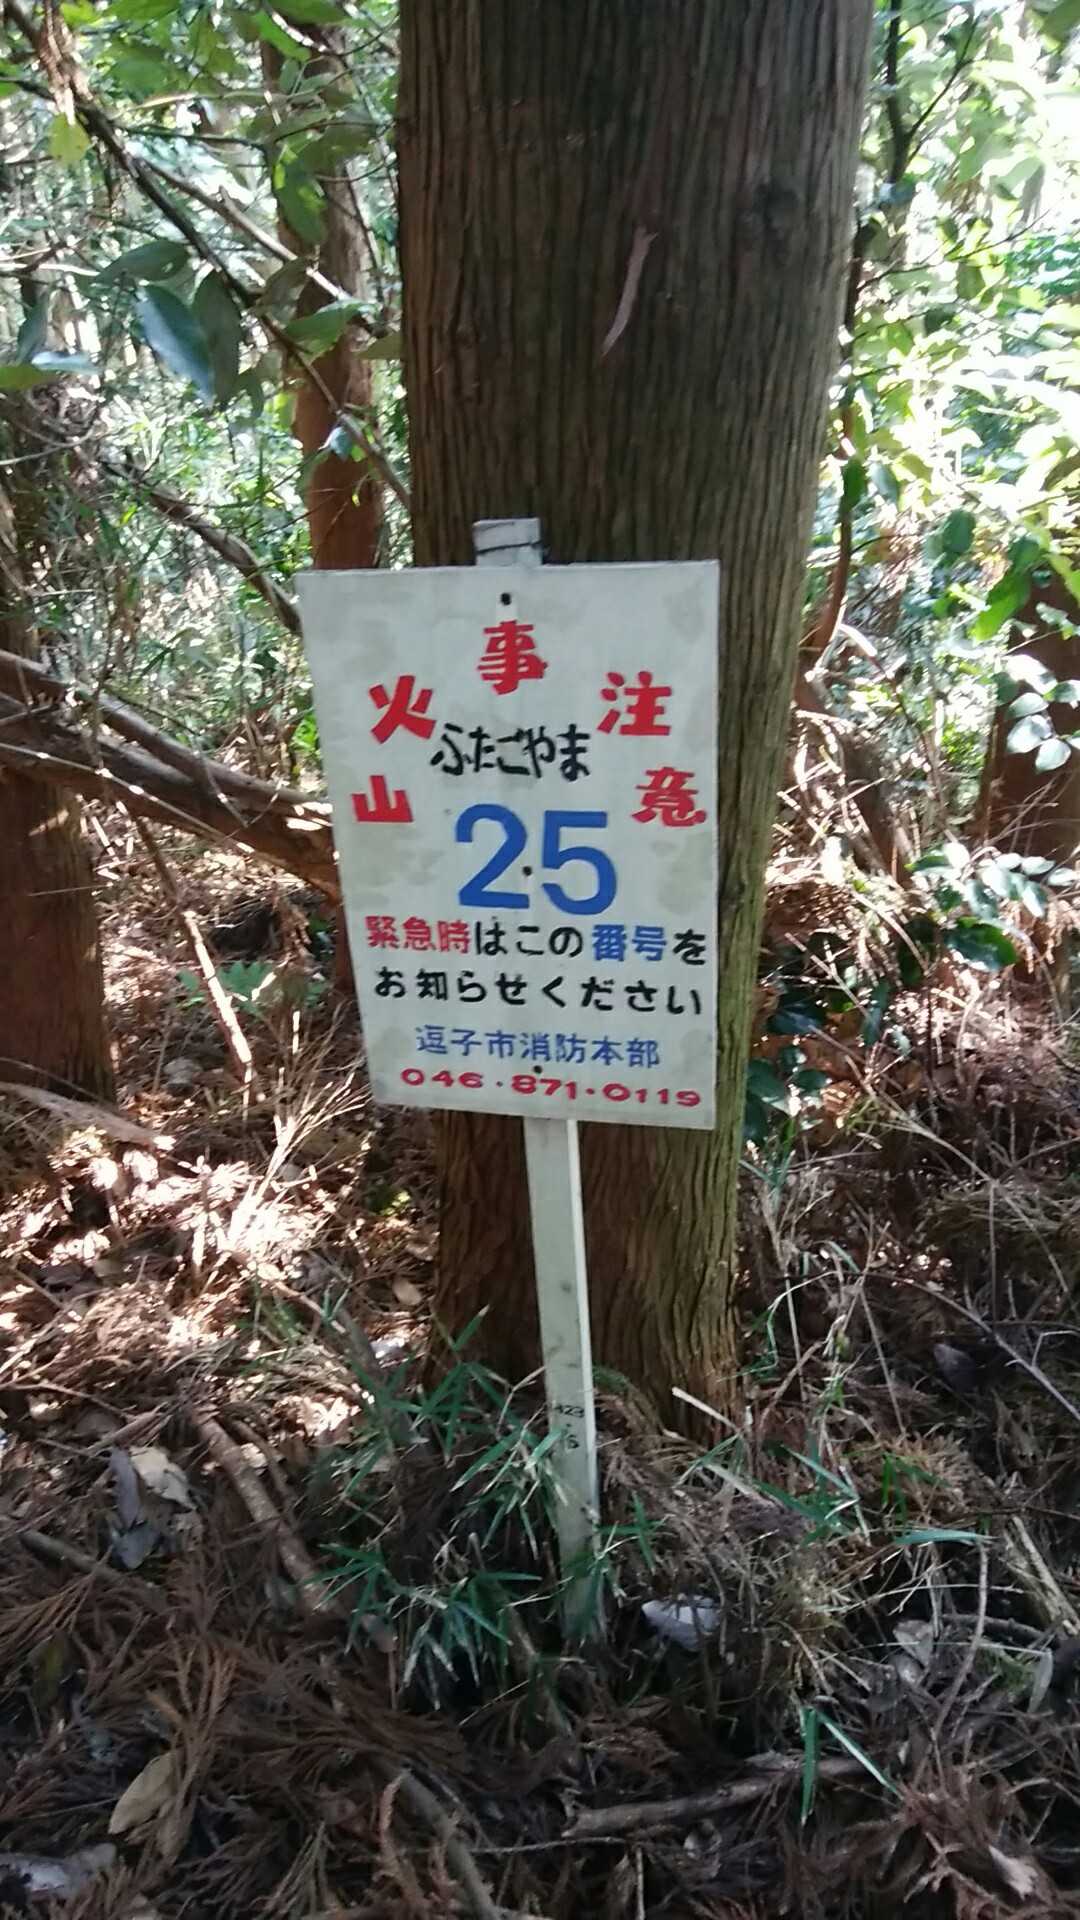 山火事注意
ふたごやま
25
緊急時はこの番号を
お知らせください
逗子市消防本部
046・871・0119